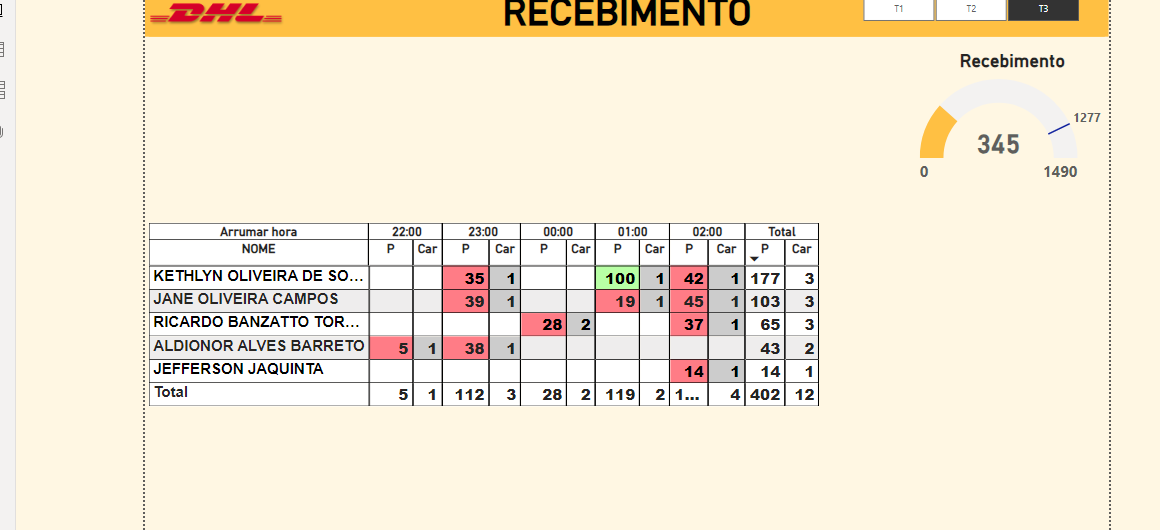 DHL RECEBIMENTO T1 T2 T3
Recebimento
1277
345
0 1490
Arrumar hora 22:00 23:00 00:00 01:00 02:00 Total
NOME P Car P Car P Car P Car P Car P Car
KETHLYN OLIVEIRA DE SO... 35 1 100 1 42 1 177 3
JANE OLIVEIRA CAMPOS 39 1 19 1 45 1 103 3
RICARDO BANZATTO TOR... 28 2 37 1 65 3
ALDIONOR ALVES BARRETO 5 1 38 1 43 2
JEFFERSON JAQUINTA 14 1 14 1
Total 5 1 112 3 28 2 119 2 1... 4 402 12